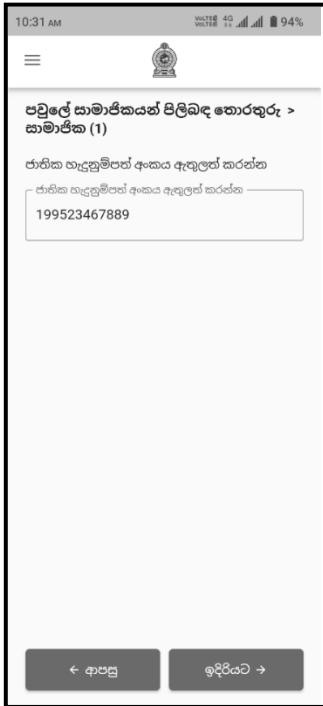 10:31 AM 4G 94%
පවුලේ සාමාජිකයන් පිලිබඳ තොරතුරු >
සාමාජික (1)
ජාතික හැදුනුම්පත් අංකය ඇතුලත් කරන්න
ජාතික හැදුනුම්පත් අංකය ඇතුලත් කරන්න
199523467889
← ආපසු
ඉදිරියට →